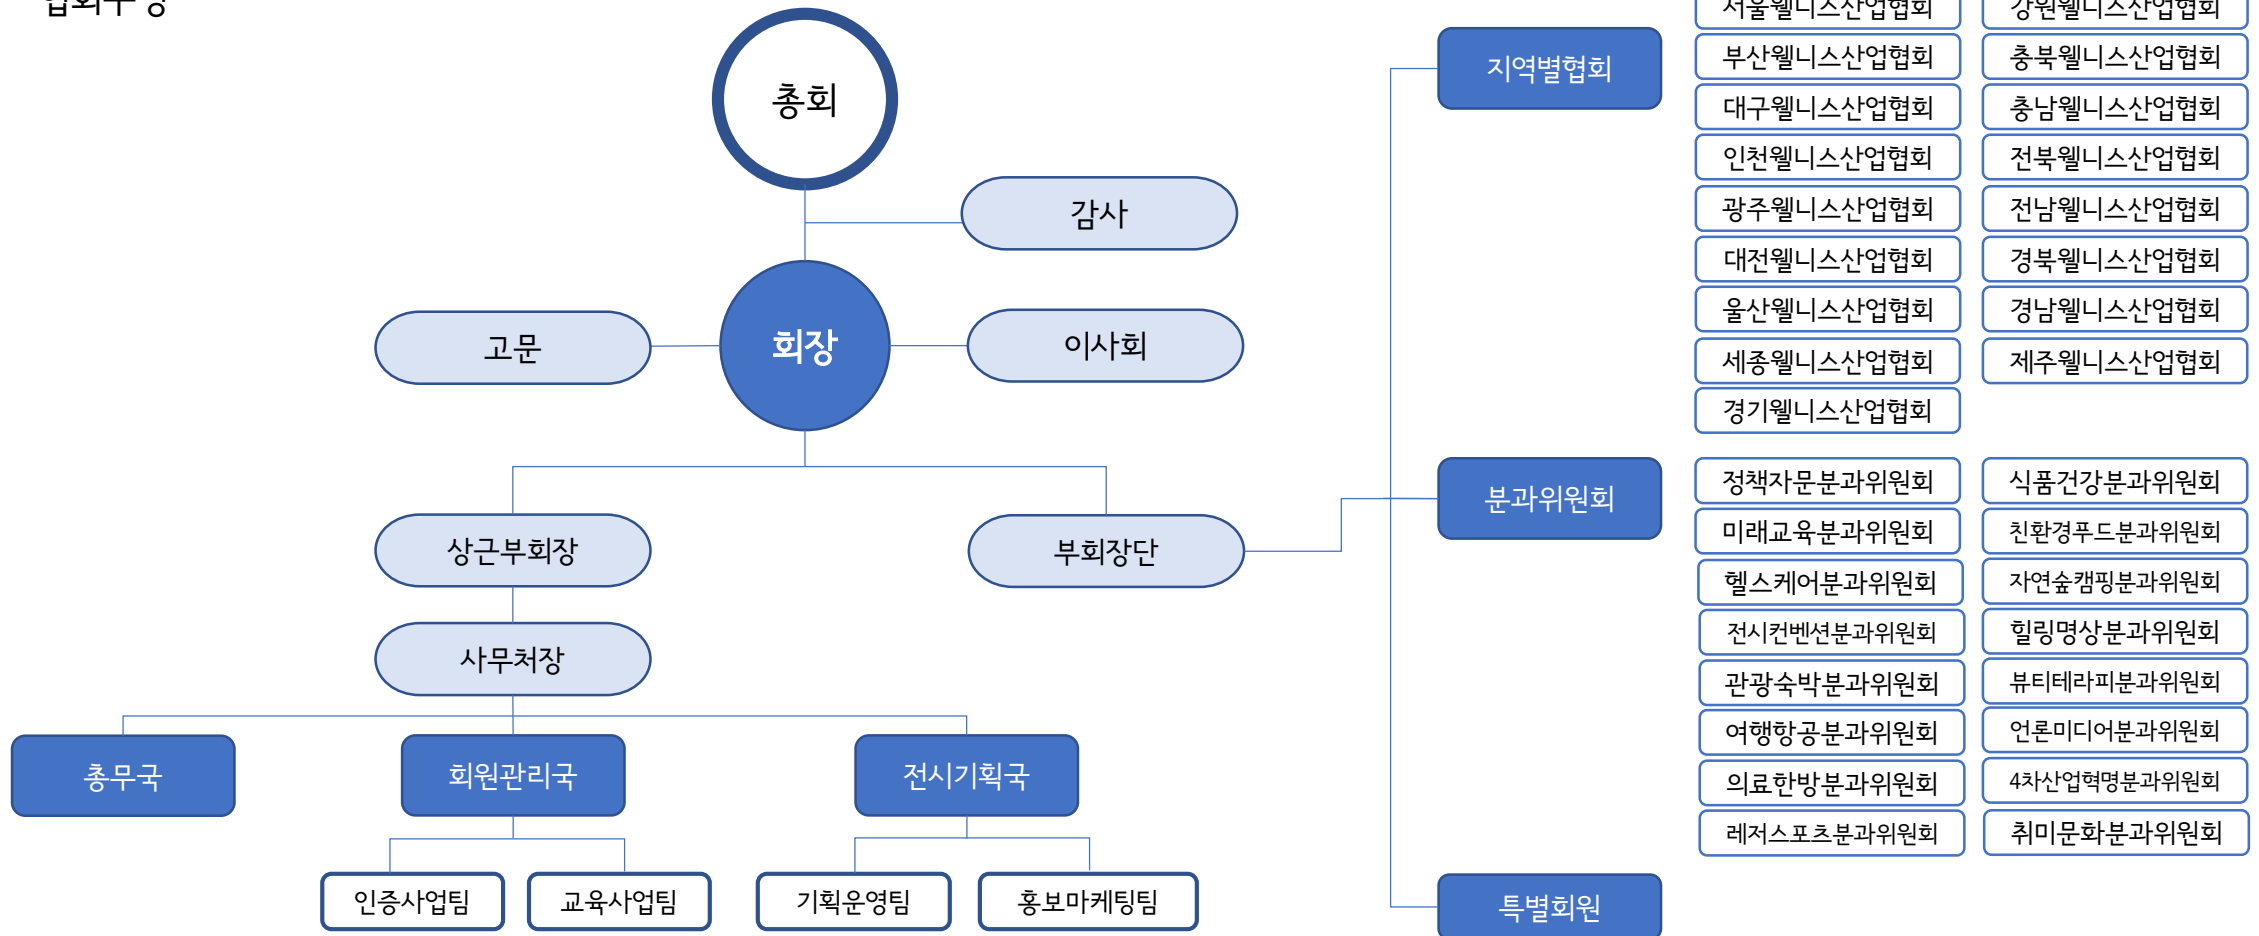 총회
감사
고문
회장
이사회
상근부회장
부회장단
사무처장
총무국
회원관리국
전시기획국
인증사업팀
교육사업팀
기획운영팀
홍보마케팅팀
지역별협회
서울웰니스산업협회
강원웰니스산업협회
부산웰니스산업협회
충북웰니스산업협회
대구웰니스산업협회
충남웰니스산업협회
인천웰니스산업협회
전북웰니스산업협회
광주웰니스산업협회
전남웰니스산업협회
대전웰니스산업협회
경북웰니스산업협회
울산웰니스산업협회
경남웰니스산업협회
세종웰니스산업협회
제주웰니스산업협회
경기웰니스산업협회
분과위원회
정책자문분과위원회
식품건강분과위원회
미래교육분과위원회
친환경푸드분과위원회
헬스케어분과위원회
자연숲캠핑분과위원회
전시컨벤션분과위원회
힐링명상분과위원회
관광숙박분과위원회
뷰티테라피분과위원회
여행항공분과위원회
언론미디어분과위원회
의료한방분과위원회
4차산업혁명분과위원회
레저스포츠분과위원회
취미문화분과위원회
특별회원